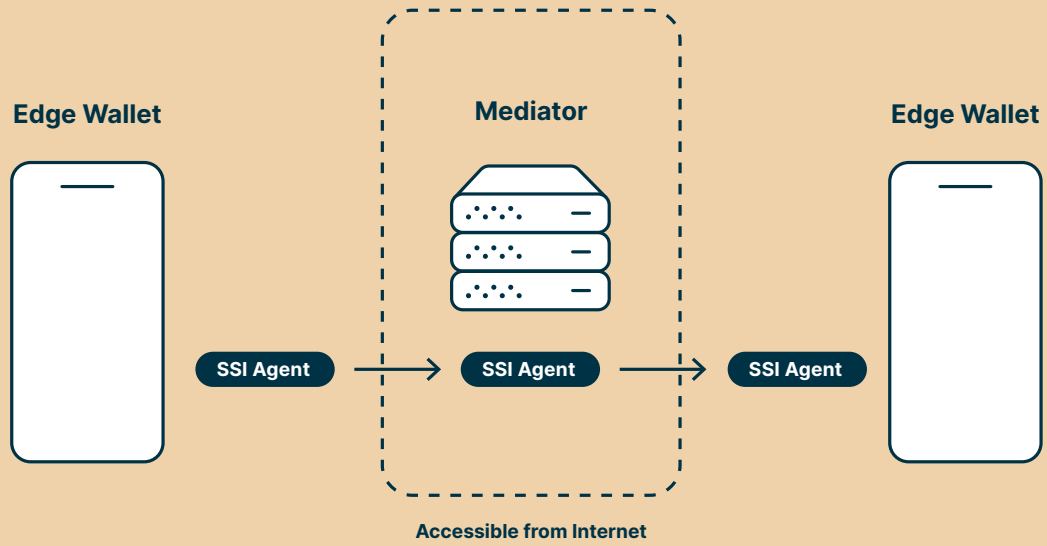 Edge Wallet
Mediator
Edge Wallet
SSI Agent
SSI Agent
SSI Agent
Accessible from Internet